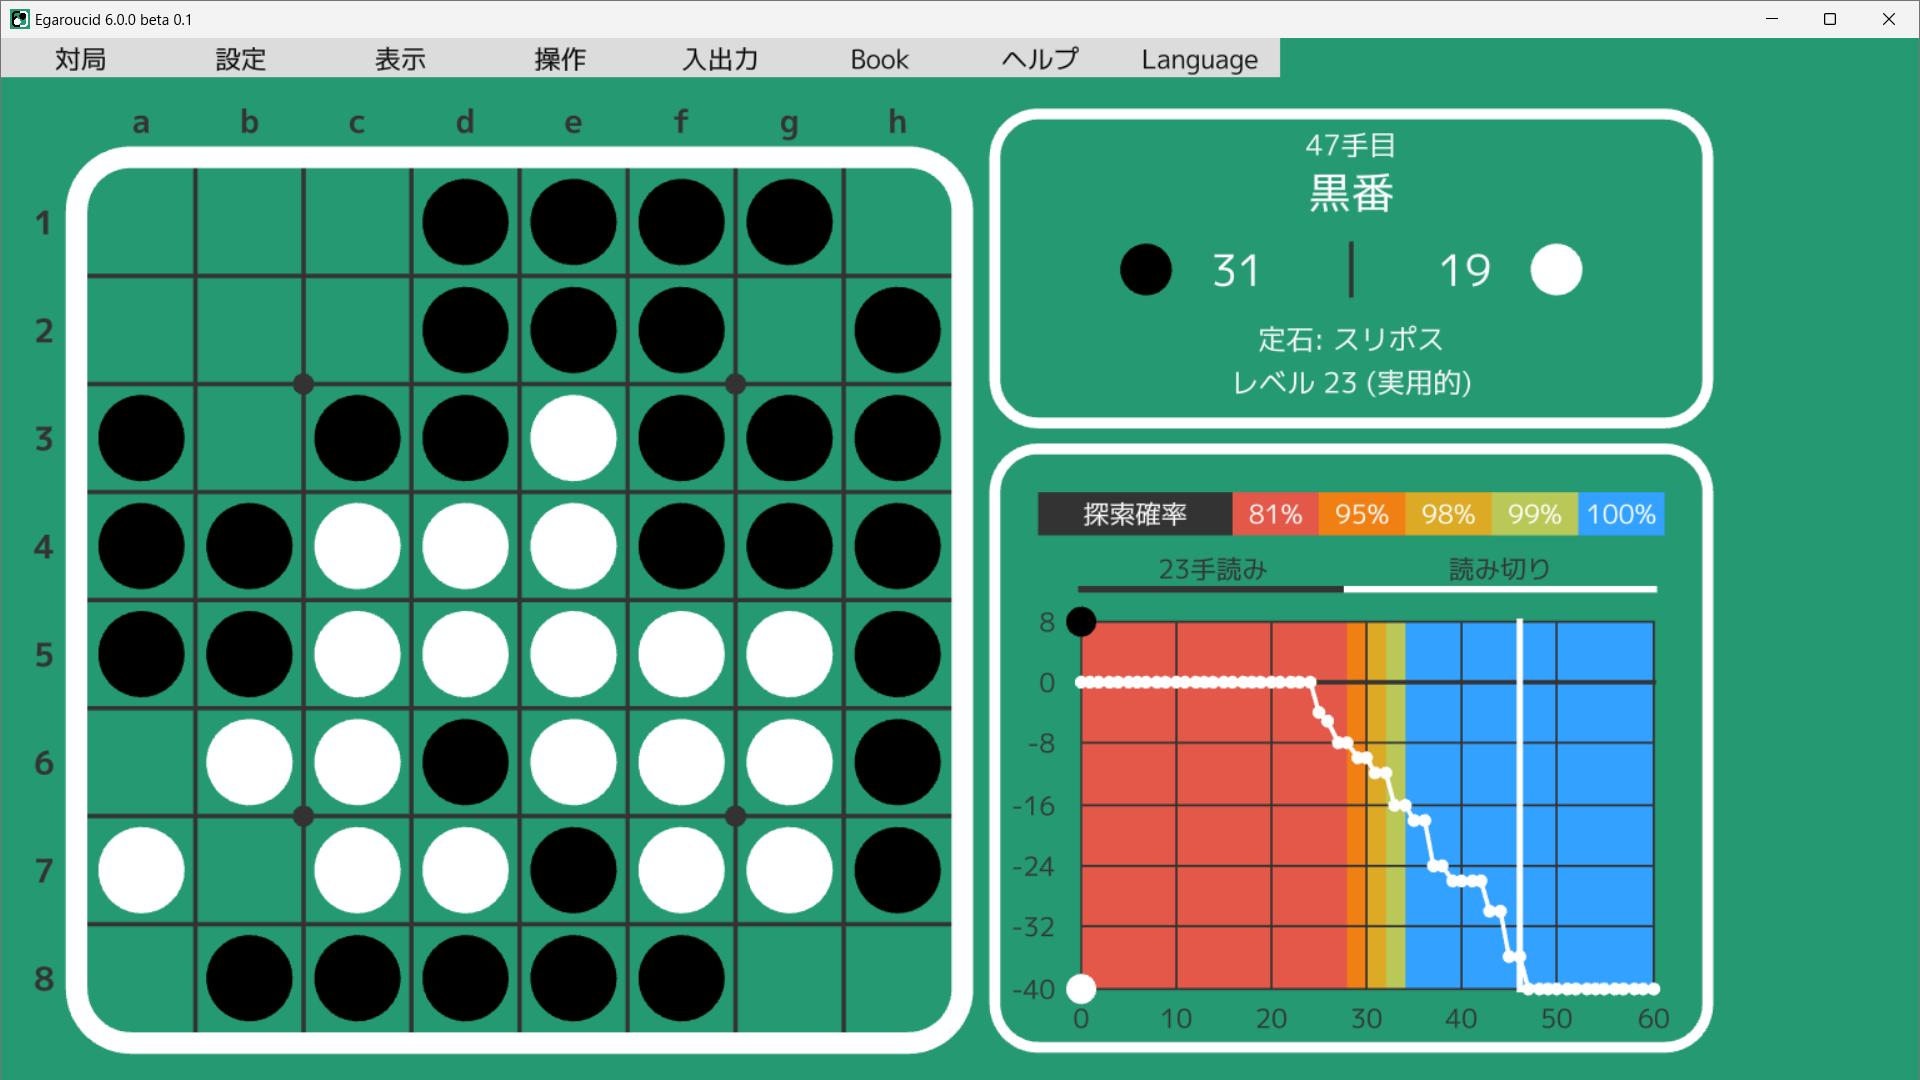 Egaroucid 6.0.0 beta 0.1
対局 設定 表示 操作 入出力 Book ヘルプ Language
a b c d e f g h
1
2
3
4
5
6
7
8
47手目
黒番
31 19
定石: スリポス
レベル 23 (実用的)
探索確率 81% 95% 98% 99% 100%
23手読み 読み切り
8
0
-8
-16
-24
-32
-40
0 10 20 30 40 50 60